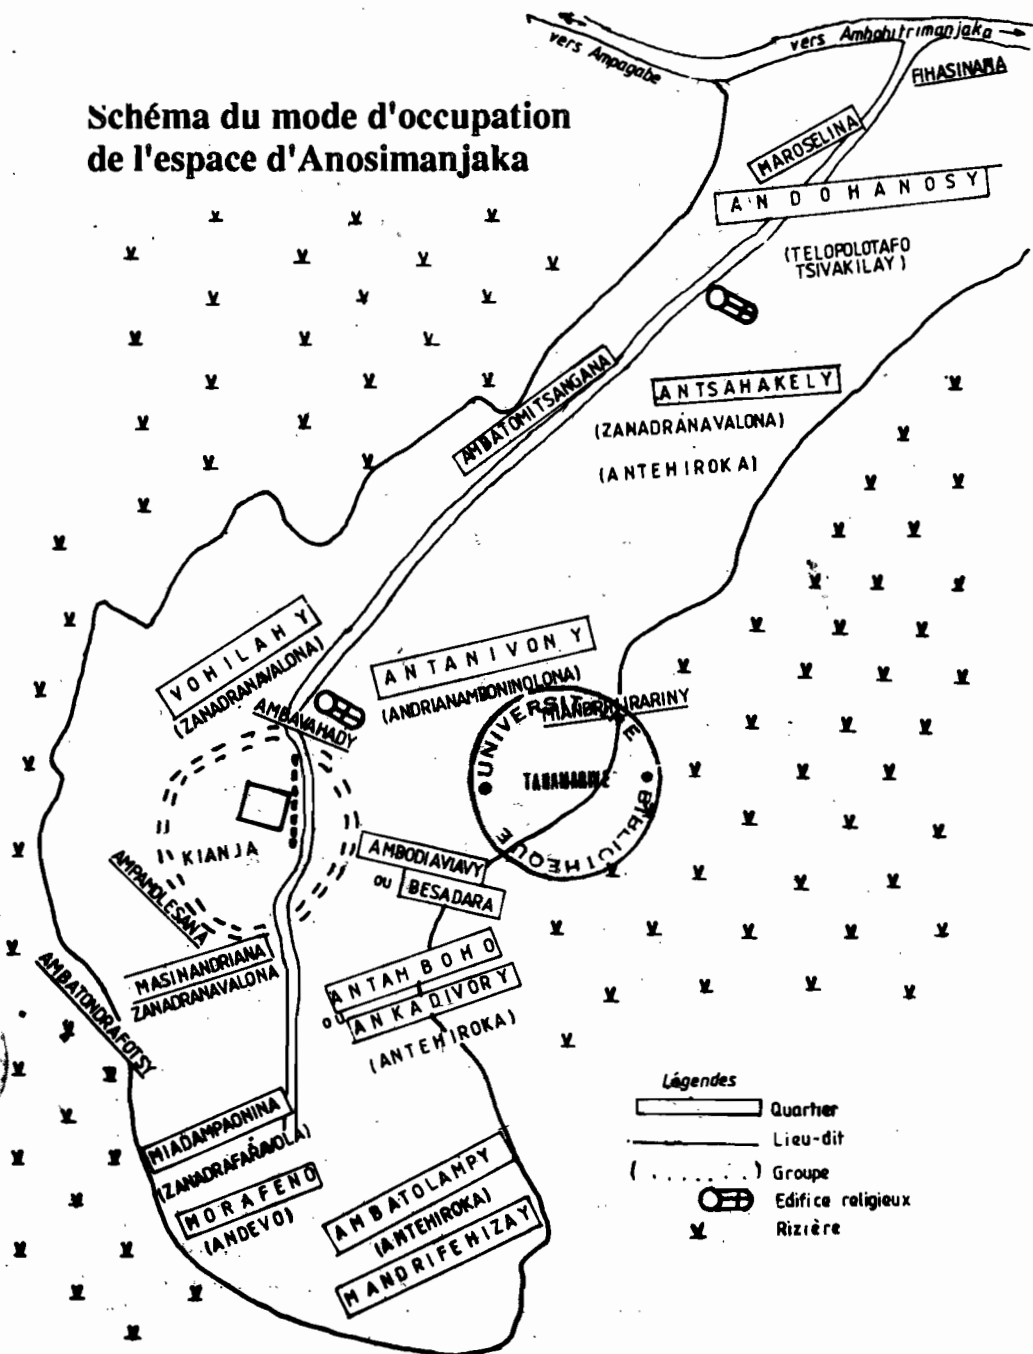 Schéma du mode d'occupation
de l'espace d'Anosimanjaka
vers Ampagabe
vers Ambohitrimanjaka
FIHASINANA
MAROSELINA
ANDOHANOSY
(TELOPOLOTAFO
TSIVAKILAY)
AMBATOMITSANGANA
ANTSAHAKELY
(ZANADRANAVALONA)
(ANTEHIROKA)
VOHILAHY
(ZANADRANAVALONA)
AMBAVAHADY
ANTANIVONY
(ANDRIANAMBONINOLONA)
UNIVERSITE
TANANARIVE
BIBLIOTHEQUE
KIANJA
AMPAMOLESANA
AMBODIAVIAVY
ou BESADARA
MASINANDRIANA
ZANADRANAVALONA
AMBATONDRAFOTSY
ANTAMBOHO
OU ANKADIVORY
(ANTEHIROKA)
MIADAMPAONINA
(ZANADRAFARAVOLA)
MORAFENO
(ANDEVO)
AMBATOLAMPY
(ANTEHIROKA)
MANDRIFEHIZAY
Légendes
Quartier
Lieu-dit
(.......) Groupe
Edifice religieux
Rizière